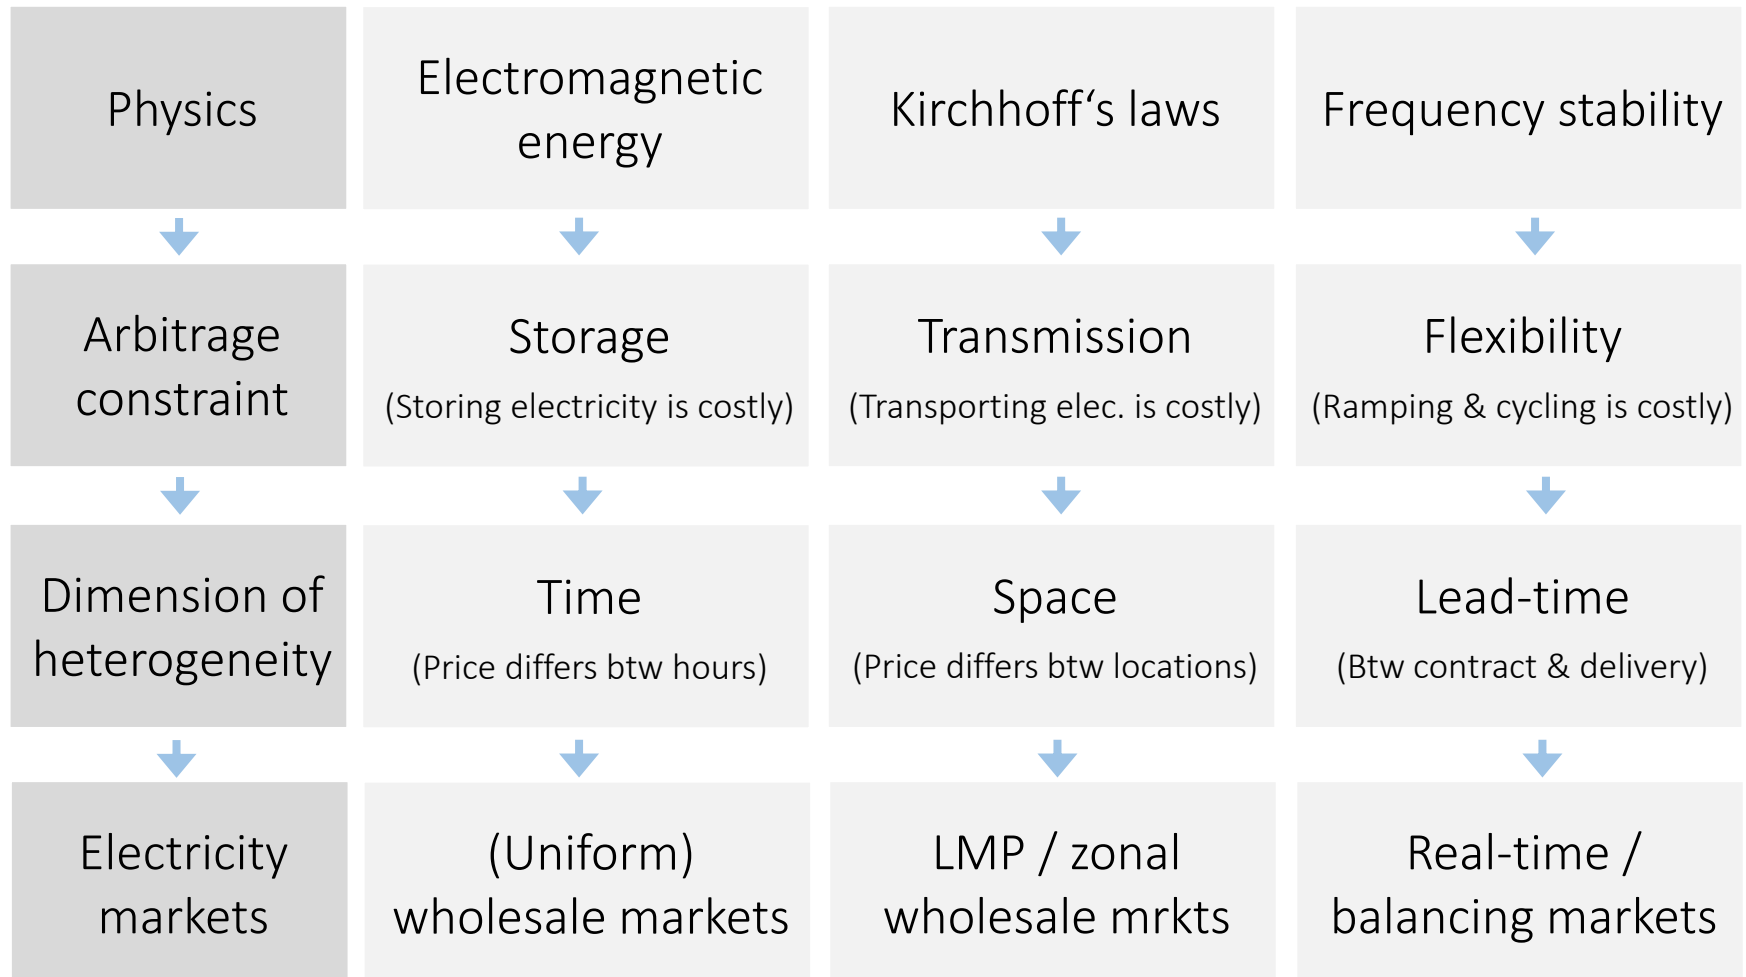 Physics
Electromagnetic
energy
Kirchhoff‘s laws
Frequency stability
Arbitrage
constraint
Storage
(Storing electricity is costly)
Transmission
(Transporting elec. is costly)
Flexibility
(Ramping & cycling is costly)
Dimension of
heterogeneity
Time
(Price differs btw hours)
Space
(Price differs btw locations)
Lead-time
(Btw contract & delivery)
Electricity
markets
(Uniform)
wholesale markets
LMP / zonal
wholesale mrkts
Real-time /
balancing markets